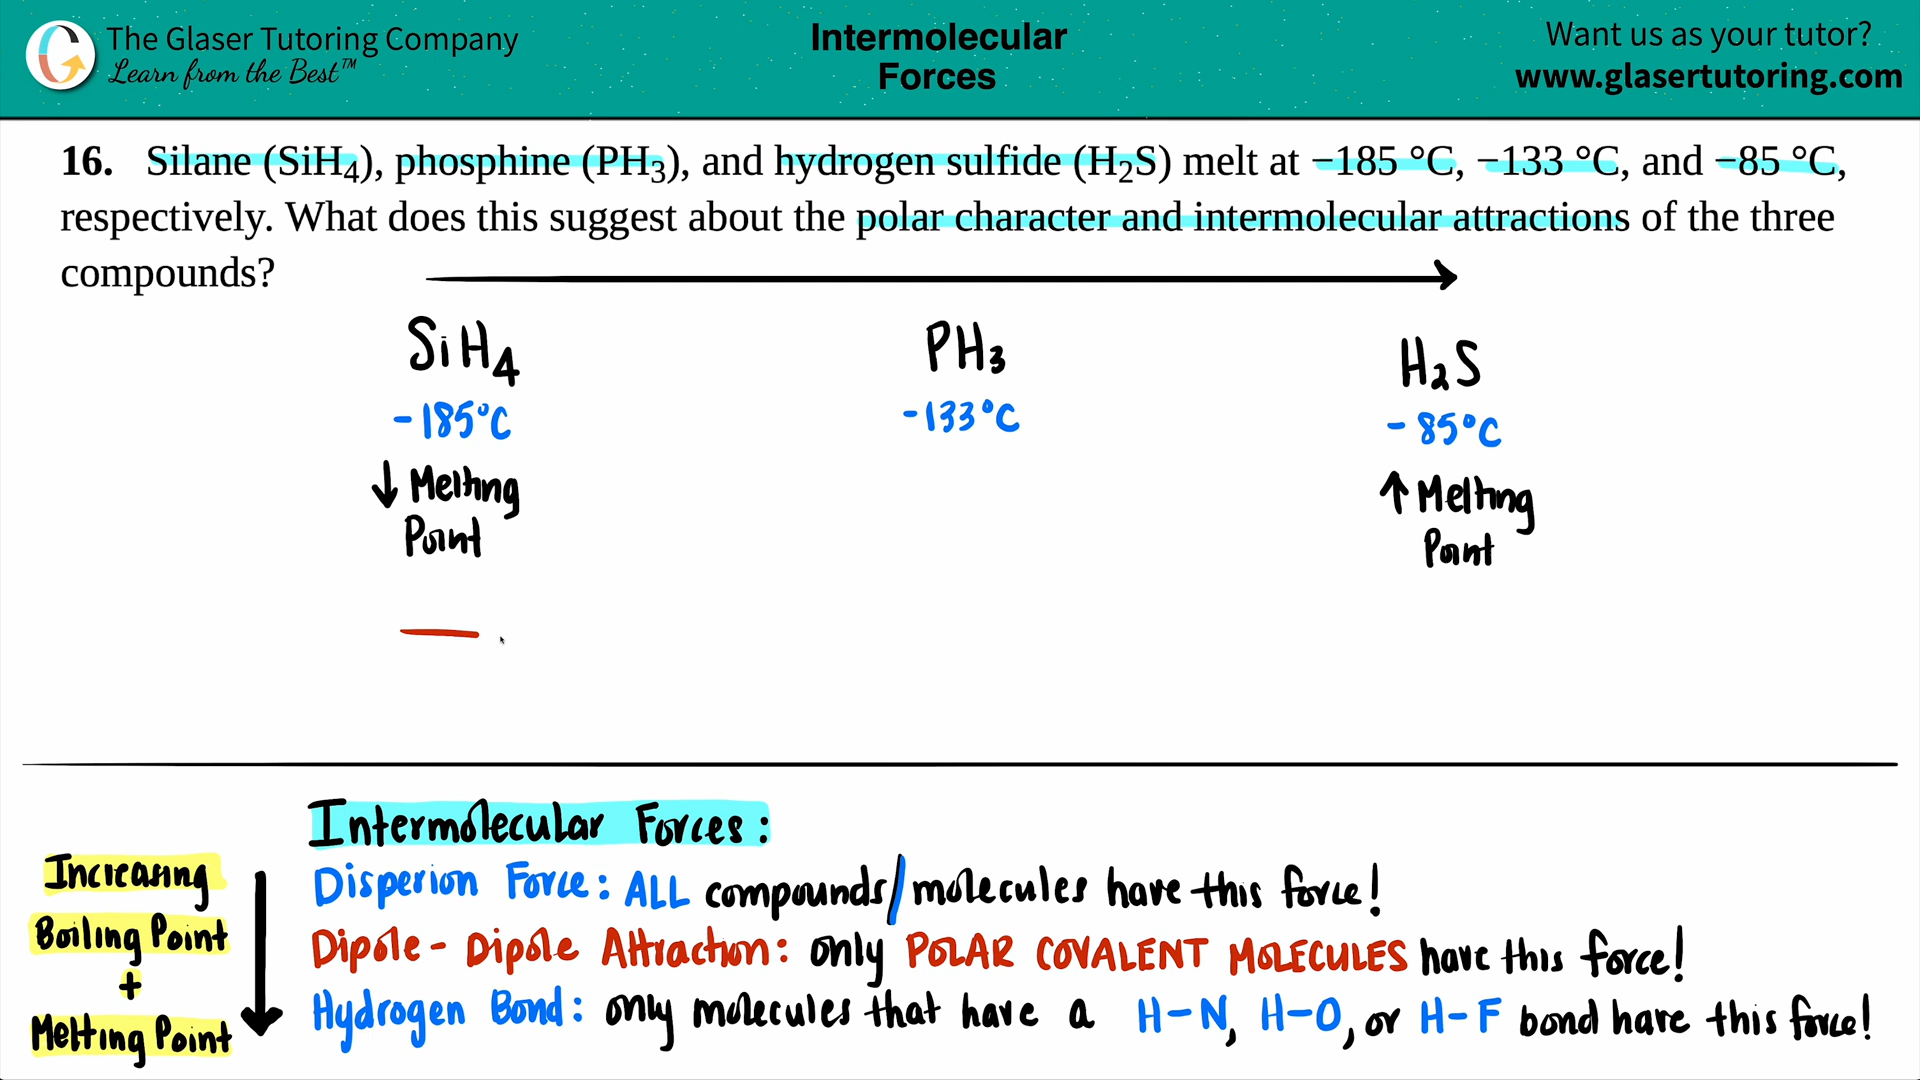 The Glaser Tutoring Company
Learn from the Best™
Intermolecular
Forces
Want us as your tutor?
www.glasertutoring.com
16. Silane (SiH₄), phosphine (PH₃), and hydrogen sulfide (H₂S) melt at −185 °C, −133 °C, and −85 °C,
respectively. What does this suggest about the polar character and intermolecular attractions of the three
compounds?
SiH₄
PH₃
H₂S
-185°C
-133°C
-85°C
↓ Melting
Point
↑ Melting
Point
Intermolecular Forces:
Disperion Force: ALL compounds/molecules have this force!
Dipole-Dipole Attraction: only POLAR COVALENT MOLECULES have this force!
Hydrogen Bond: only molecules that have a H-N, H-O, or H-F bond have this force!
Increasing
Boiling Point
+
Melting Point